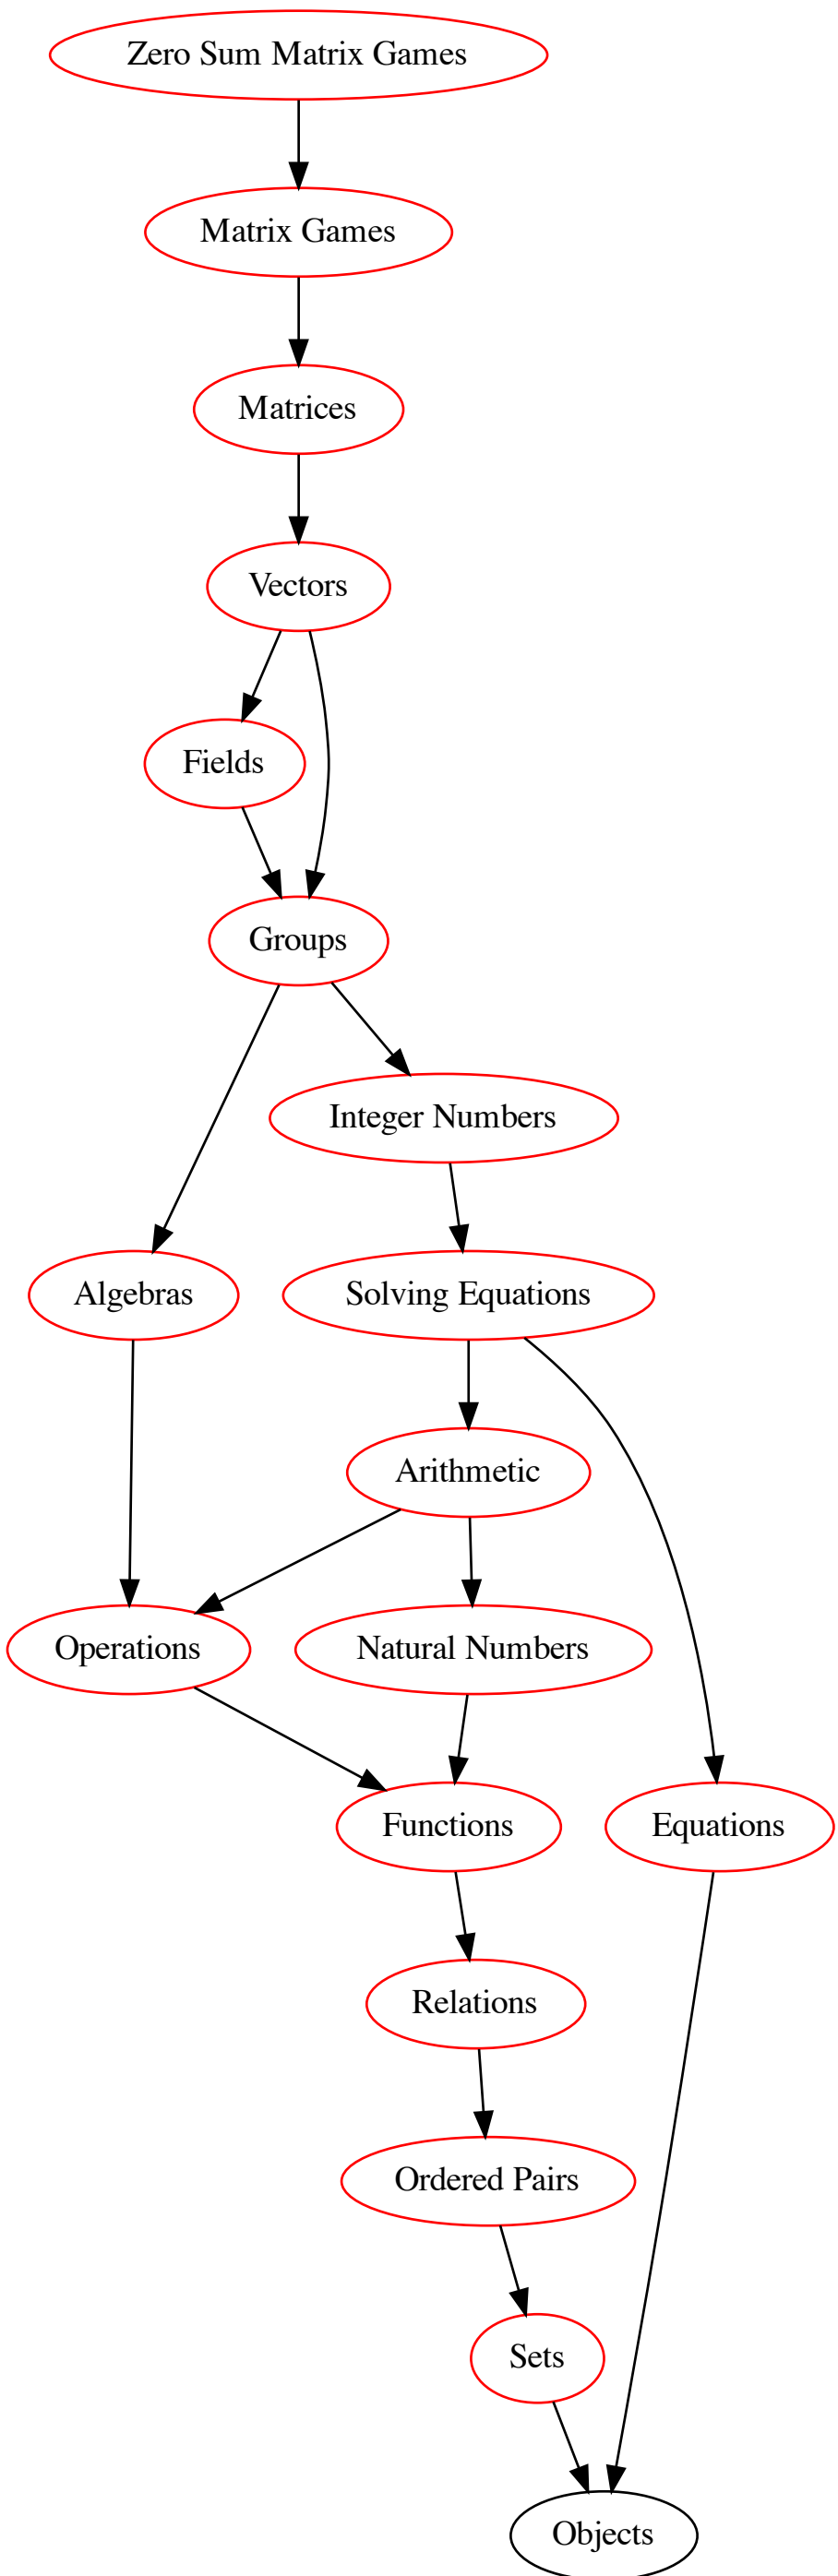 Zero Sum Matrix Games
Matrix Games
Matrices
Vectors
Fields
Groups
Integer Numbers
Algebras
Solving Equations
Arithmetic
Operations
Natural Numbers
Functions
Equations
Relations
Ordered Pairs
Sets
Objects